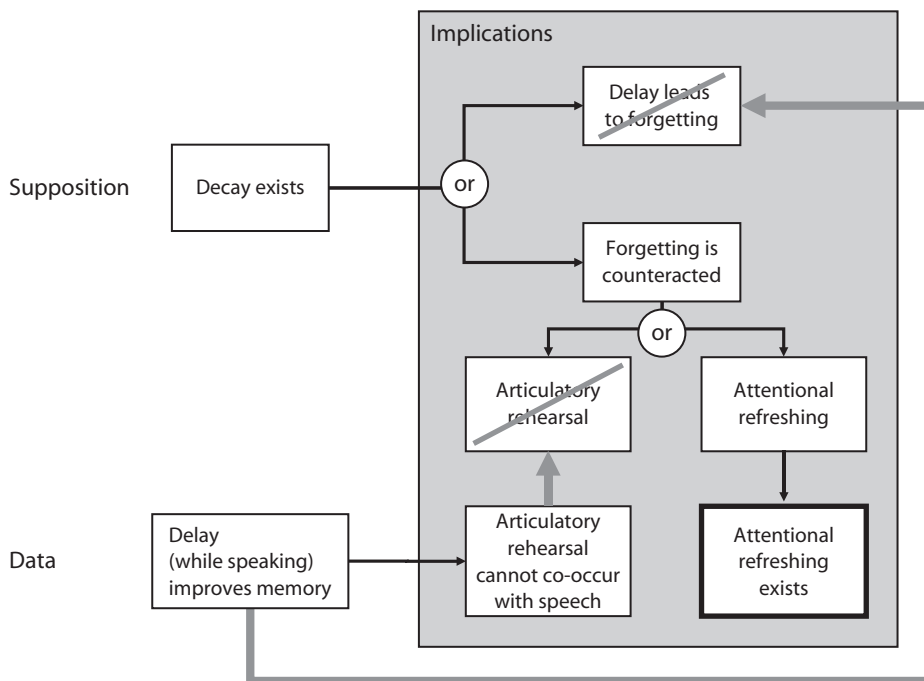 Implications
Delay leads
to forgetting
Supposition
Decay exists
or
Forgetting is
counteracted
or
Articulatory
rehearsal
Attentional
refreshing
Data
Delay
(while speaking)
improves memory
Articulatory
rehearsal
cannot co-occur
with speech
Attentional
refreshing
exists